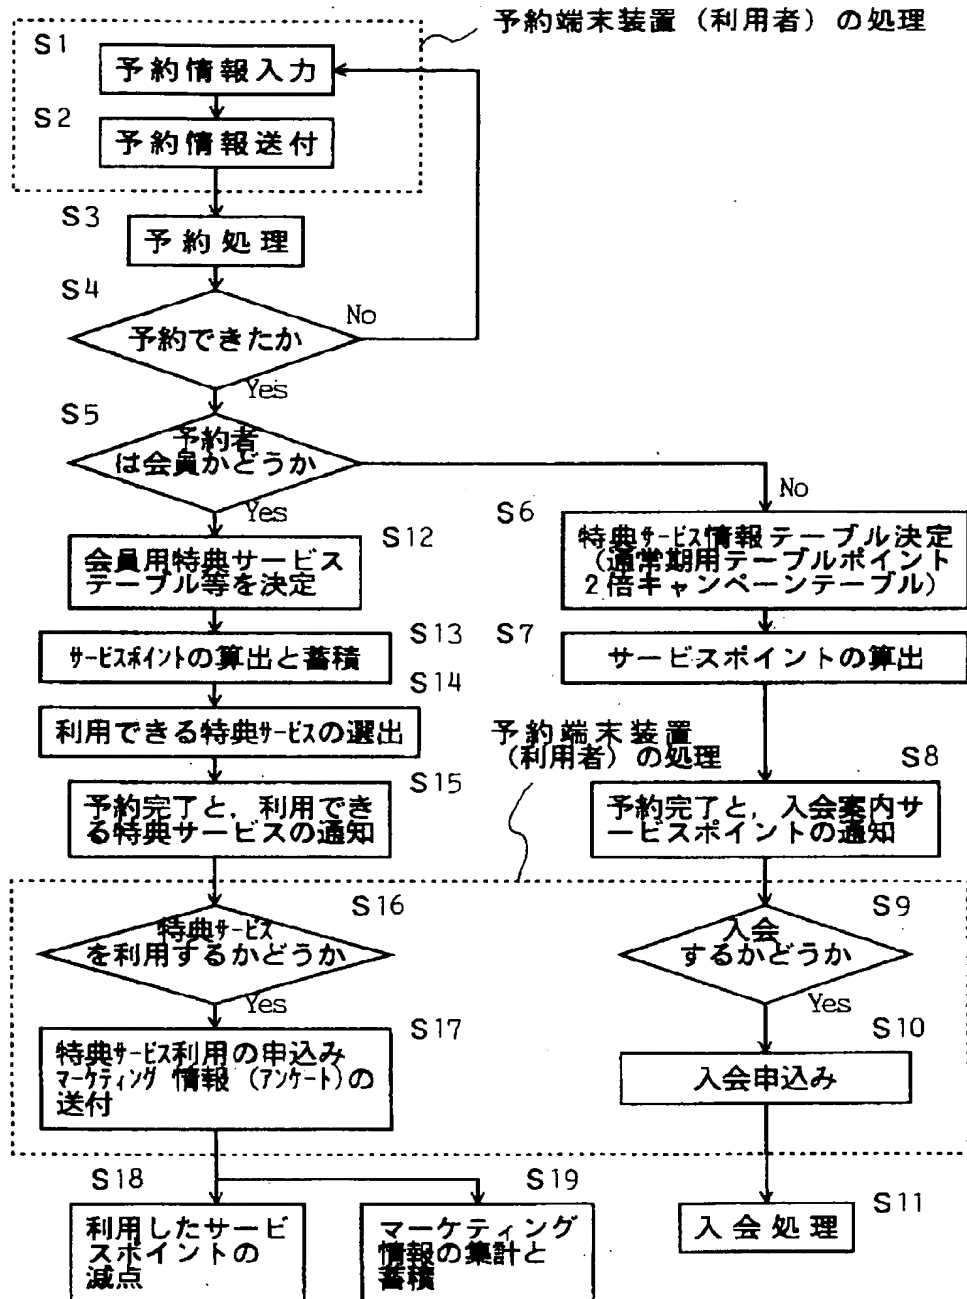 予約端末装置（利用者）の処理
S1
予約情報入力
S2
予約情報送付
S3
予約処理
S4
予約できたか
No
Yes
S5
予約者
は会員かどうか
No
Yes
S12
会員用特典サービス
テーブル等を決定
S6
特典サービス情報テーブル決定
（通常期用テーブルポイント
２倍キャンペーンテーブル）
S13
サービスポイントの算出と蓄積
S7
サービスポイントの算出
S14
利用できる特典サービスの選出
予約端末装置
（利用者）の処理
S15
予約完了と，利用でき
る特典サービスの通知
S8
予約完了と，入会案内サ
ービスポイントの通知
S16
特典サービス
を利用するかどうか
Yes
S9
入会
するかどうか
Yes
S17
特典サービス利用の申込み
マーケティング情報（アンケート）の
送付
S10
入会申込み
S18
利用したサービ
スポイントの
減点
S19
マーケティング
情報の集計と
蓄積
S11
入会処理